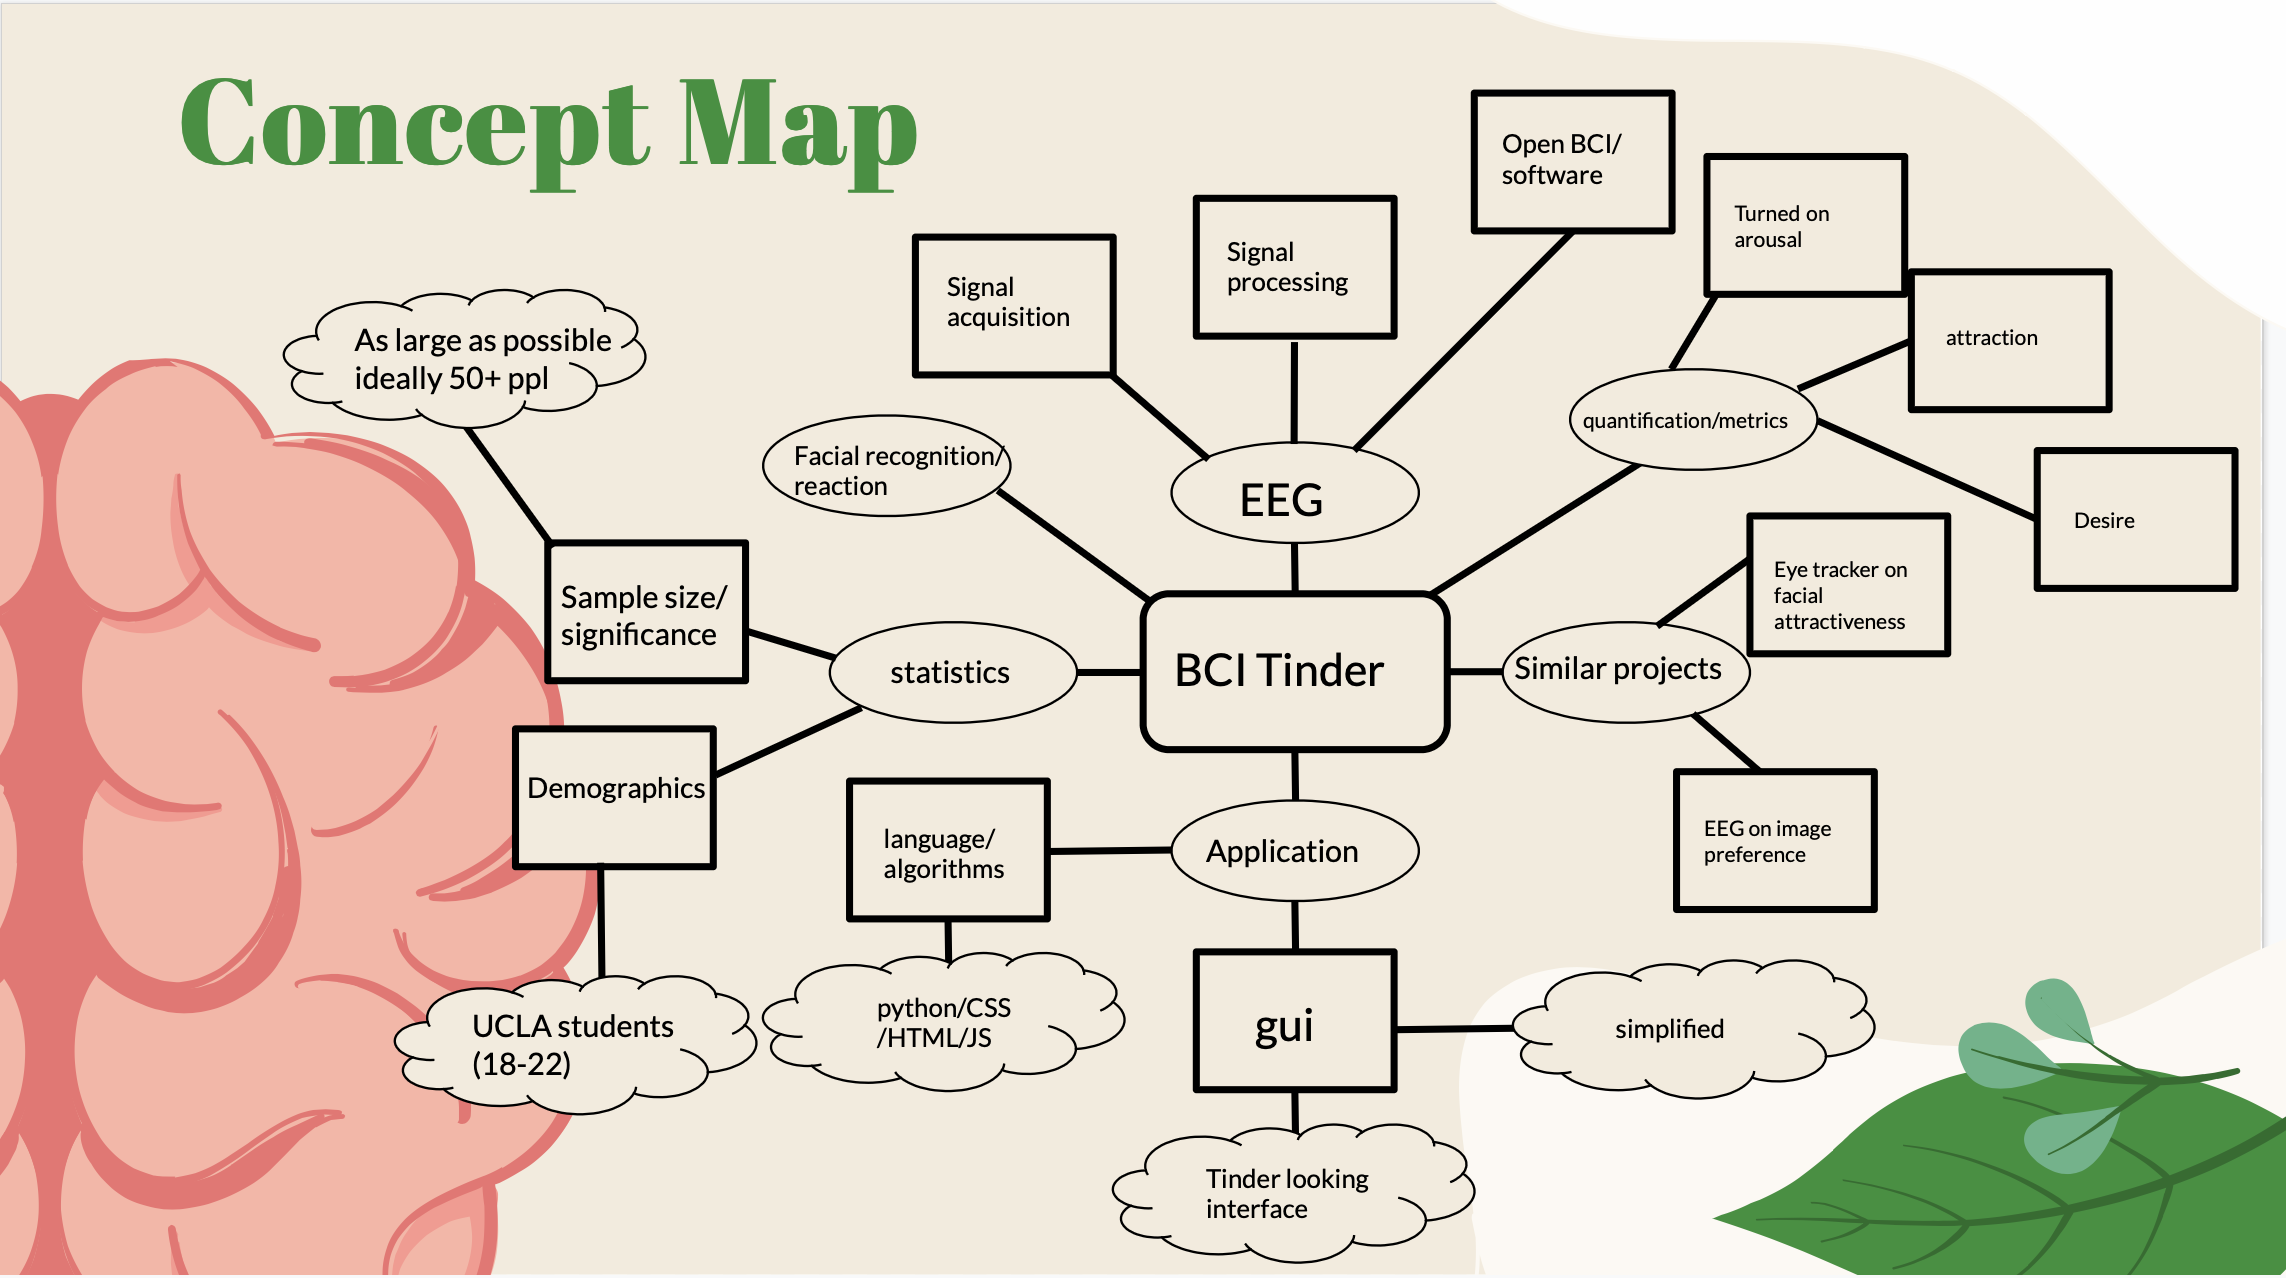 Concept Map
Open BCI/
software
Turned on
arousal
Signal
processing
Signal
acquisition
attraction
As large as possible
ideally 50+ ppl
quantification/metrics
Facial recognition/
reaction
EEG
Desire
Eye tracker on
facial
attractiveness
Sample size/
significance
statistics
BCI Tinder
Similar projects
Demographics
language/
algorithms
Application
EEG on image
preference
UCLA students
(18-22)
python/CSS
/HTML/JS
gui
simplified
Tinder looking
interface